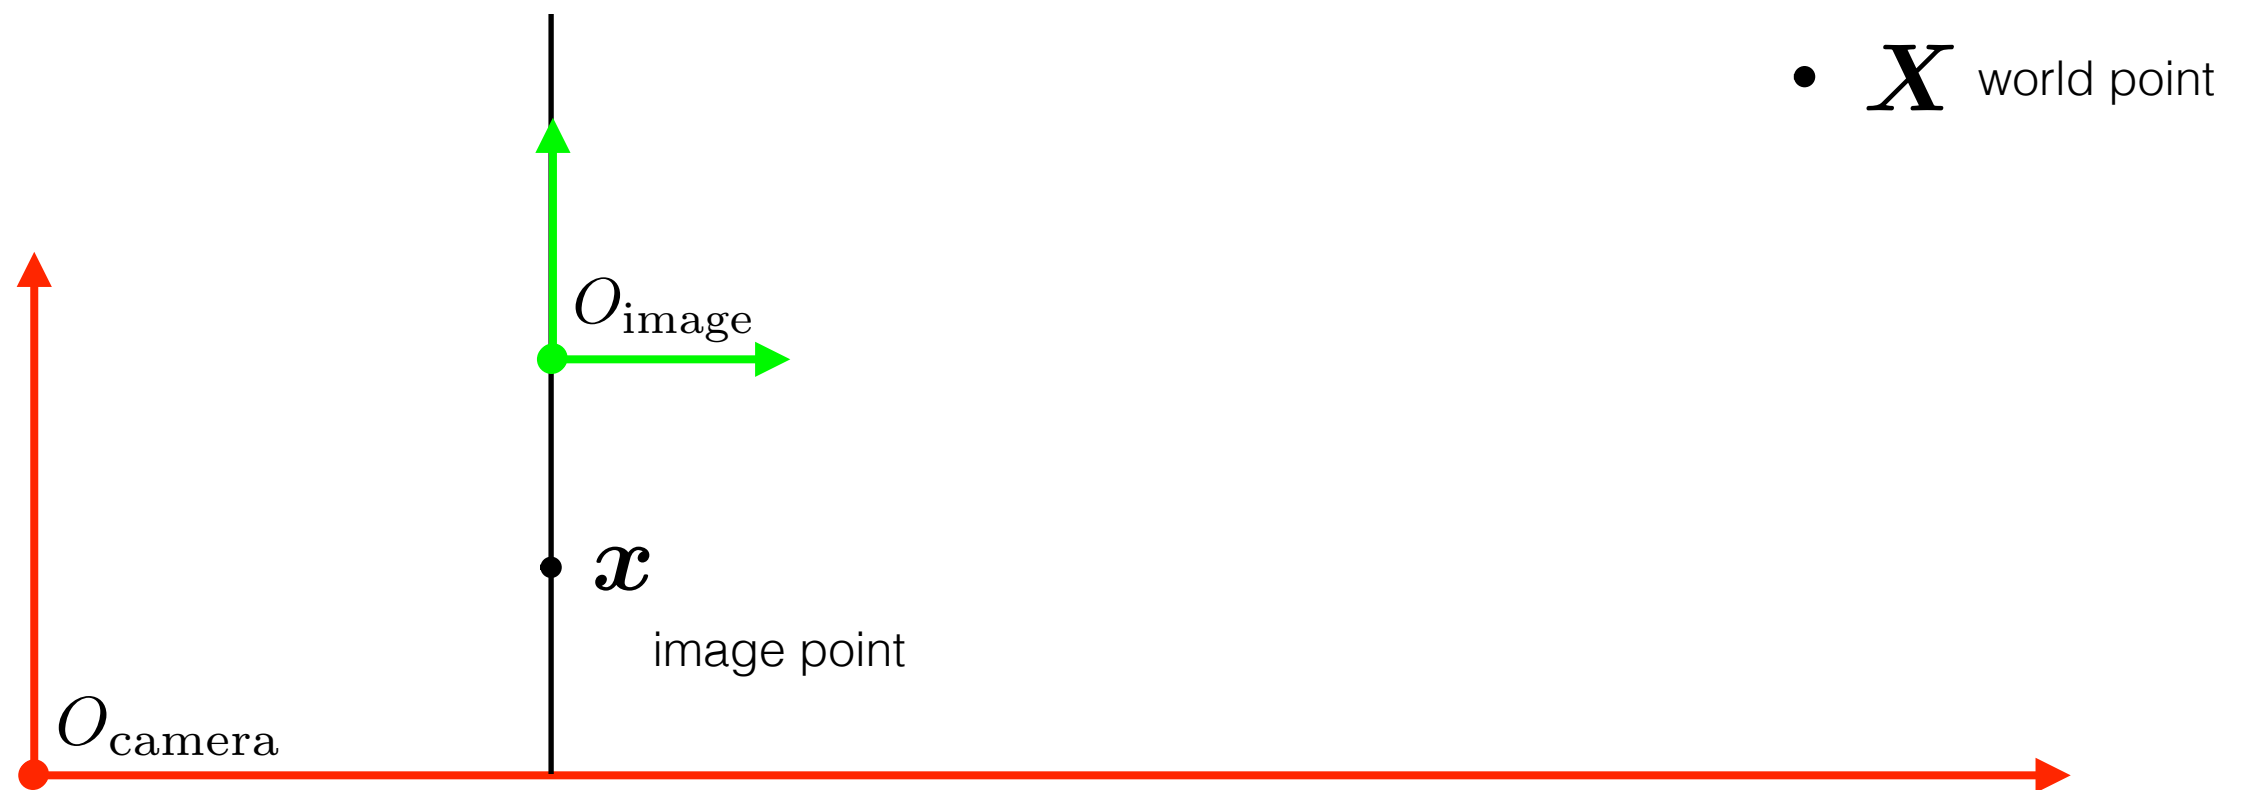 X world point
O_image
x
image point
O_camera